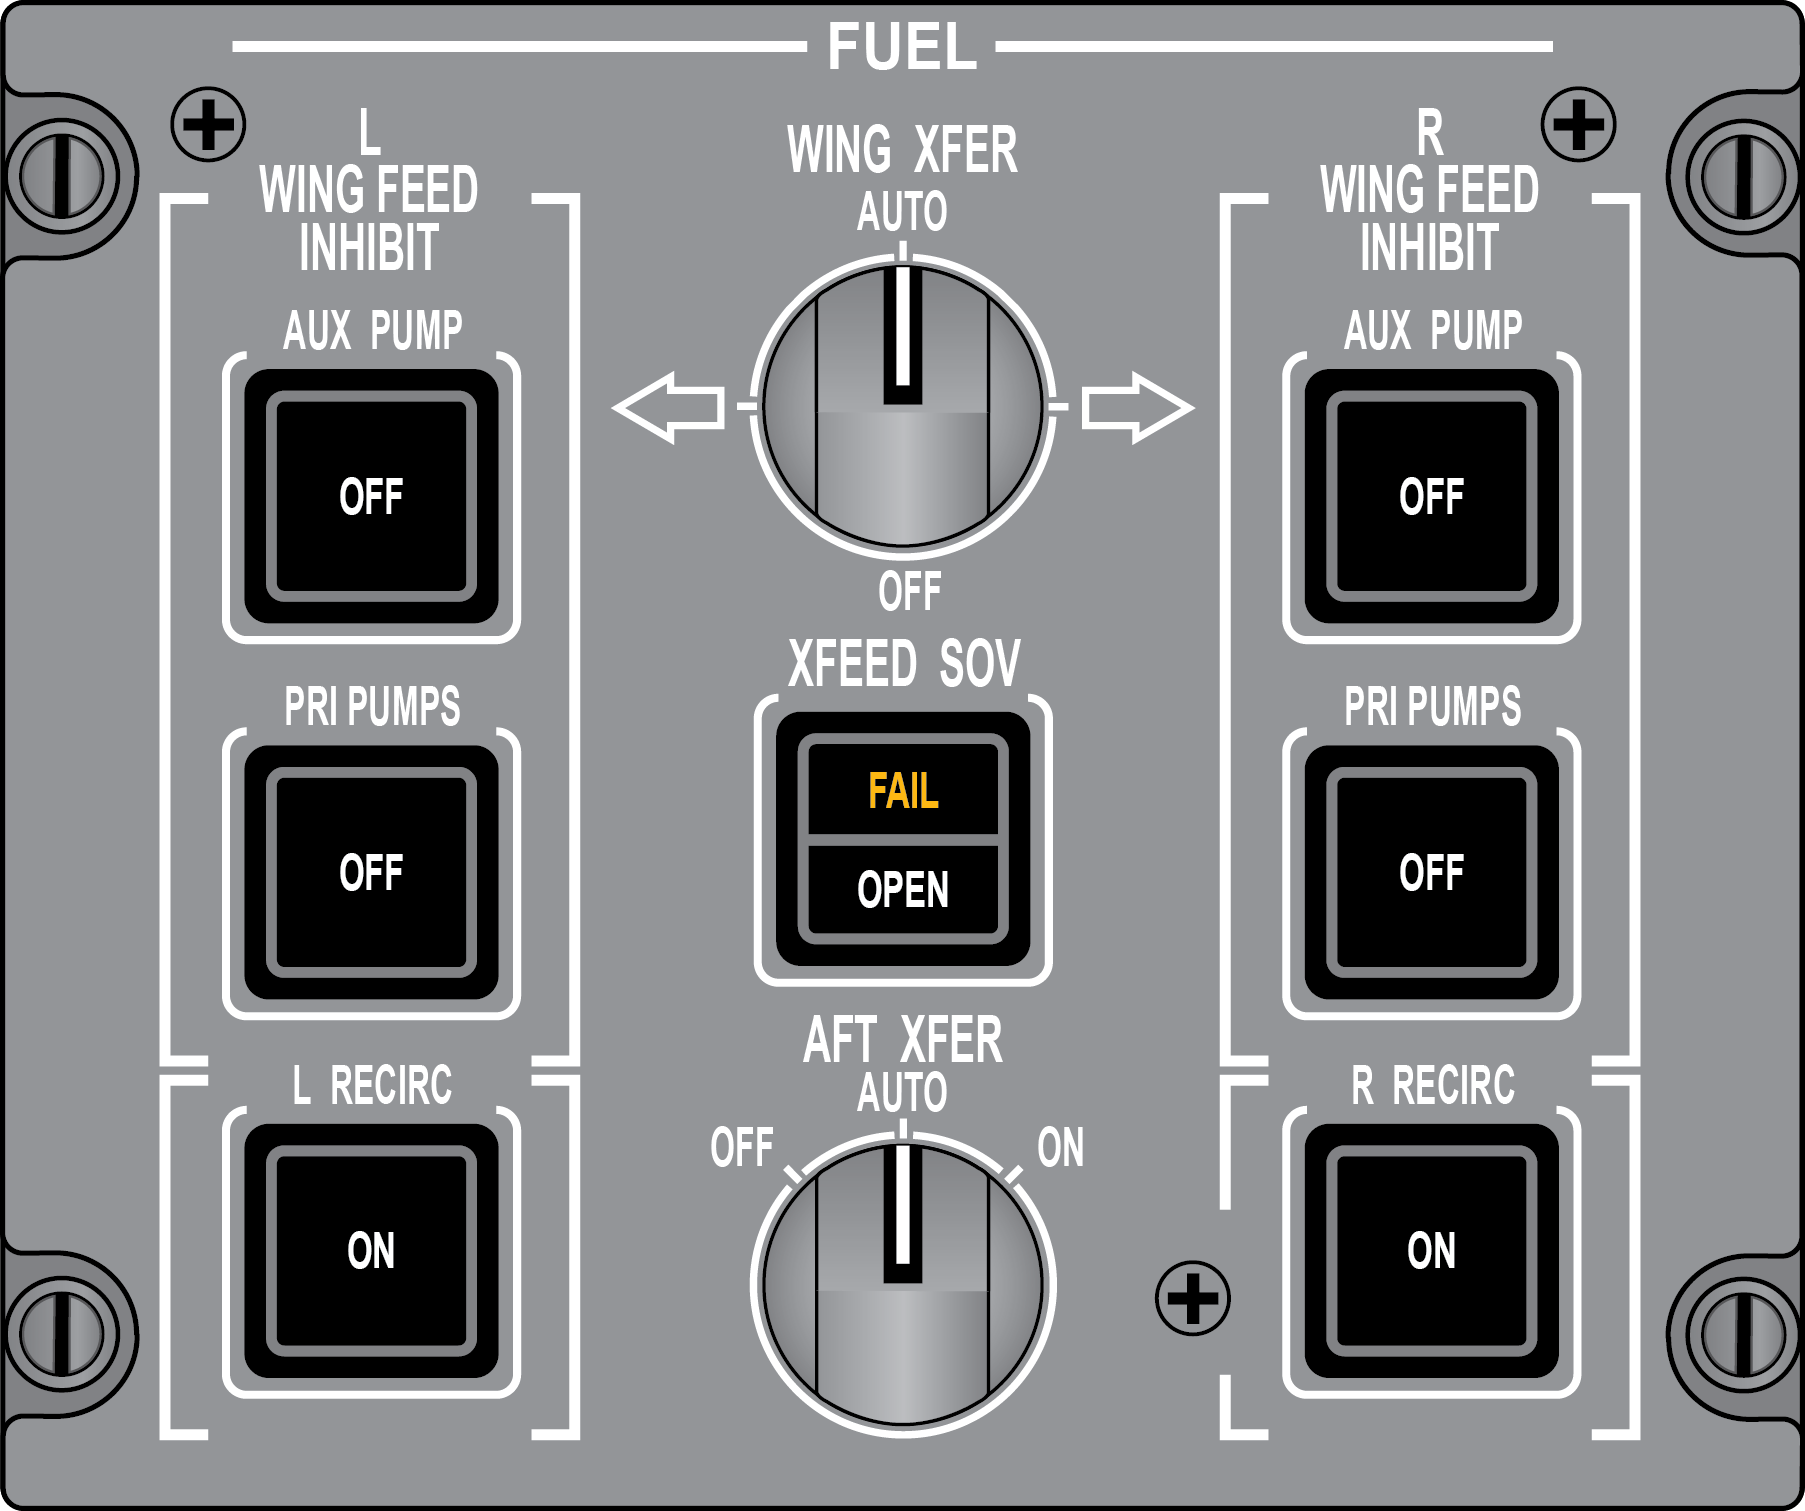 FUEL
L
WING FEED
INHIBIT
AUX PUMP
OFF
PRI PUMPS
OFF
L RECIRC
ON
WING XFER
AUTO
OFF
XFEED SOV
FAIL
OPEN
AFT XFER
AUTO
OFF ON
R
WING FEED
INHIBIT
AUX PUMP
OFF
PRI PUMPS
OFF
R RECIRC
ON